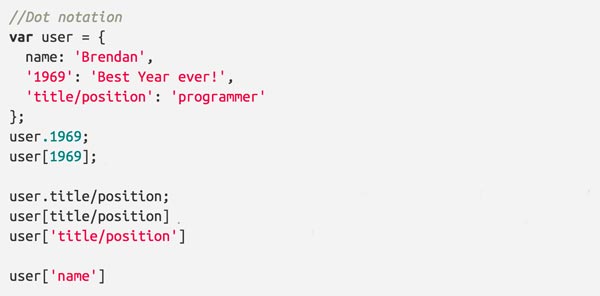 //Dot notation
var user = {
  name: 'Brendan',
  '1969': 'Best Year ever!',
  'title/position': 'programmer'
};
user.1969;
user[1969];

user.title/position;
user[title/position]
user['title/position']

user['name']